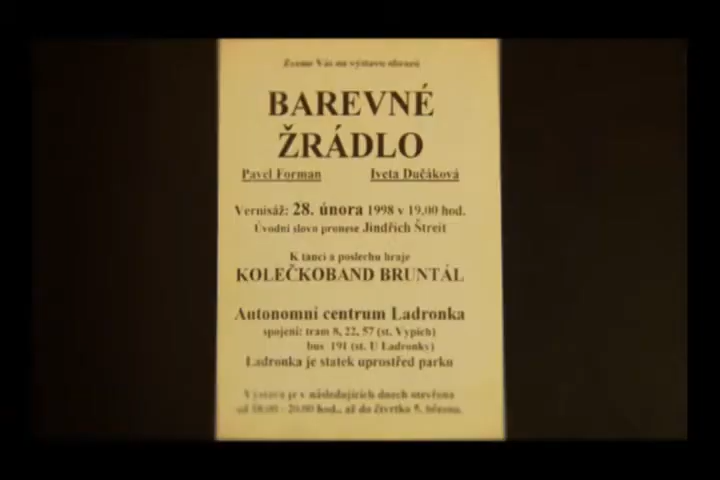 Zveme Vás na výstavu obrazů
BAREVNÉ
ŽRÁDLO
Pavel Forman Iveta Dučáková
Vernisáž: 28. února 1998 v 19.00 hod.
Úvodní slovo pronese Jindřich Štreit
K tanci a poslechu hraje
KOLEČKOBAND BRUNTÁL
Autonomní centrum Ladronka
spojení: tram 8, 22, 57 (st. Vypich)
bus 191 (st. U Ladronky)
Ladronka je statek uprostřed parku
Výstava je v následujících dnech otevřena
od 18.00 - 20.00 hod., až do čtvrtka 5. března.